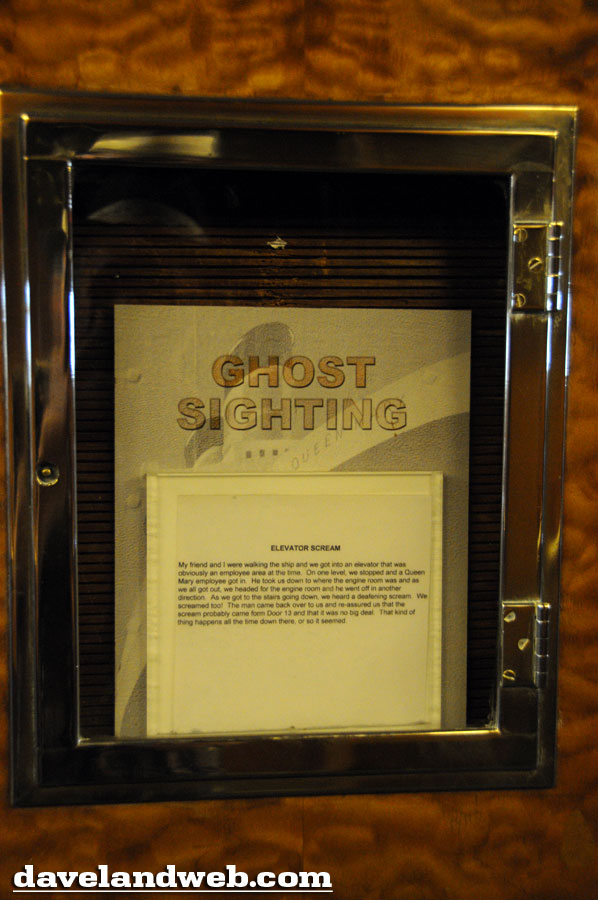 GHOST
SIGHTING
QUEEN
ELEVATOR SCREAM
My friend and I were walking the ship and we got into an elevator that was
obviously an employee area at the time. On one level, we stopped and a Queen
Mary employee got in. He took us down to where the engine room was and as
we all got out, we headed for the engine room and he went off in another
direction. As we got to the stairs going down, we heard a deafening scream. We
screamed too! The man came back over to us and re-assured us that the
scream probably came form Door 13 and that it was no big deal. That kind of
thing happens all the time down there, or so it seemed.
davelandweb.com